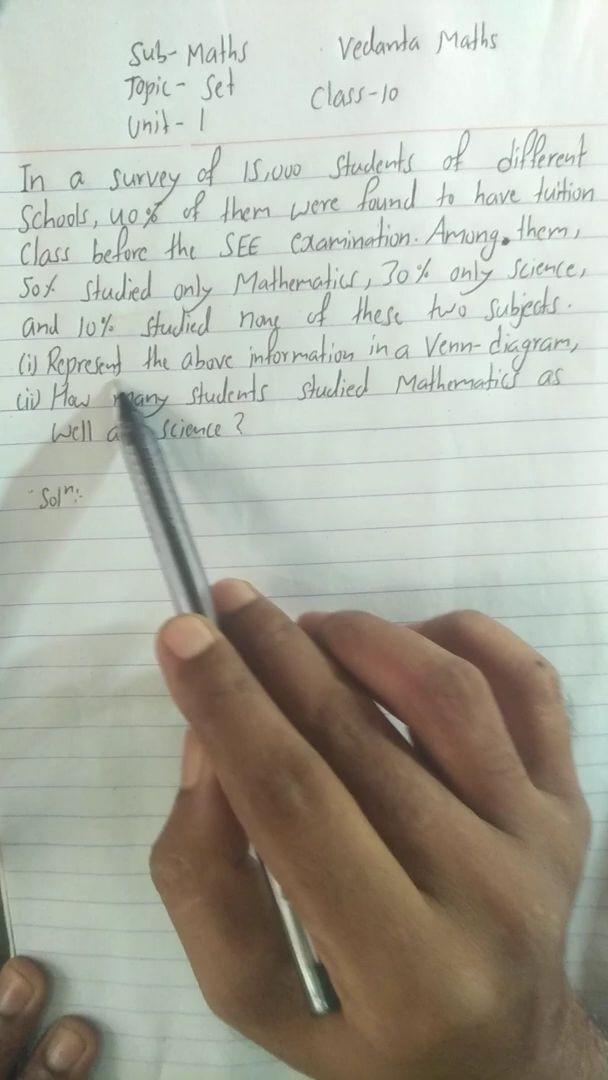 Sub- Maths
Vedanta Maths
Topic- Set
Class-10
Unit- 1
In a survey of 15,000 students of different
Schools, 40% of them were found to have tuition
Class before the SEE examination. Among them,
50% studied only Mathematics, 30% only science,
and 10% studied none of these two subjects.
(i) Represent the above information in a Venn-diagram,
(ii) How many students studied Mathematics as
Well science?
Solⁿ: